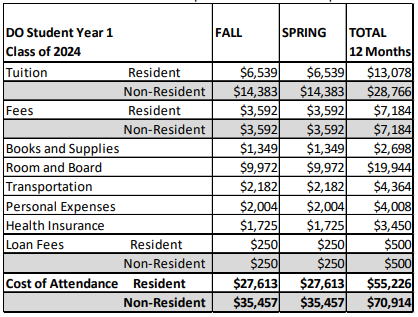 DO Student Year 1 FALL SPRING TOTAL
Class of 2024 12 Months
Tuition Resident $6,539 $6,539 $13,078
Non-Resident $14,383 $14,383 $28,766
Fees Resident $3,592 $3,592 $7,184
Non-Resident $3,592 $3,592 $7,184
Books and Supplies $1,349 $1,349 $2,698
Room and Board $9,972 $9,972 $19,944
Transportation $2,182 $2,182 $4,364
Personal Expenses $2,004 $2,004 $4,008
Health Insurance $1,725 $1,725 $3,450
Loan Fees Resident $250 $250 $500
Non-Resident $250 $250 $500
Cost of Attendance Resident $27,613 $27,613 $55,226
Non-Resident $35,457 $35,457 $70,914